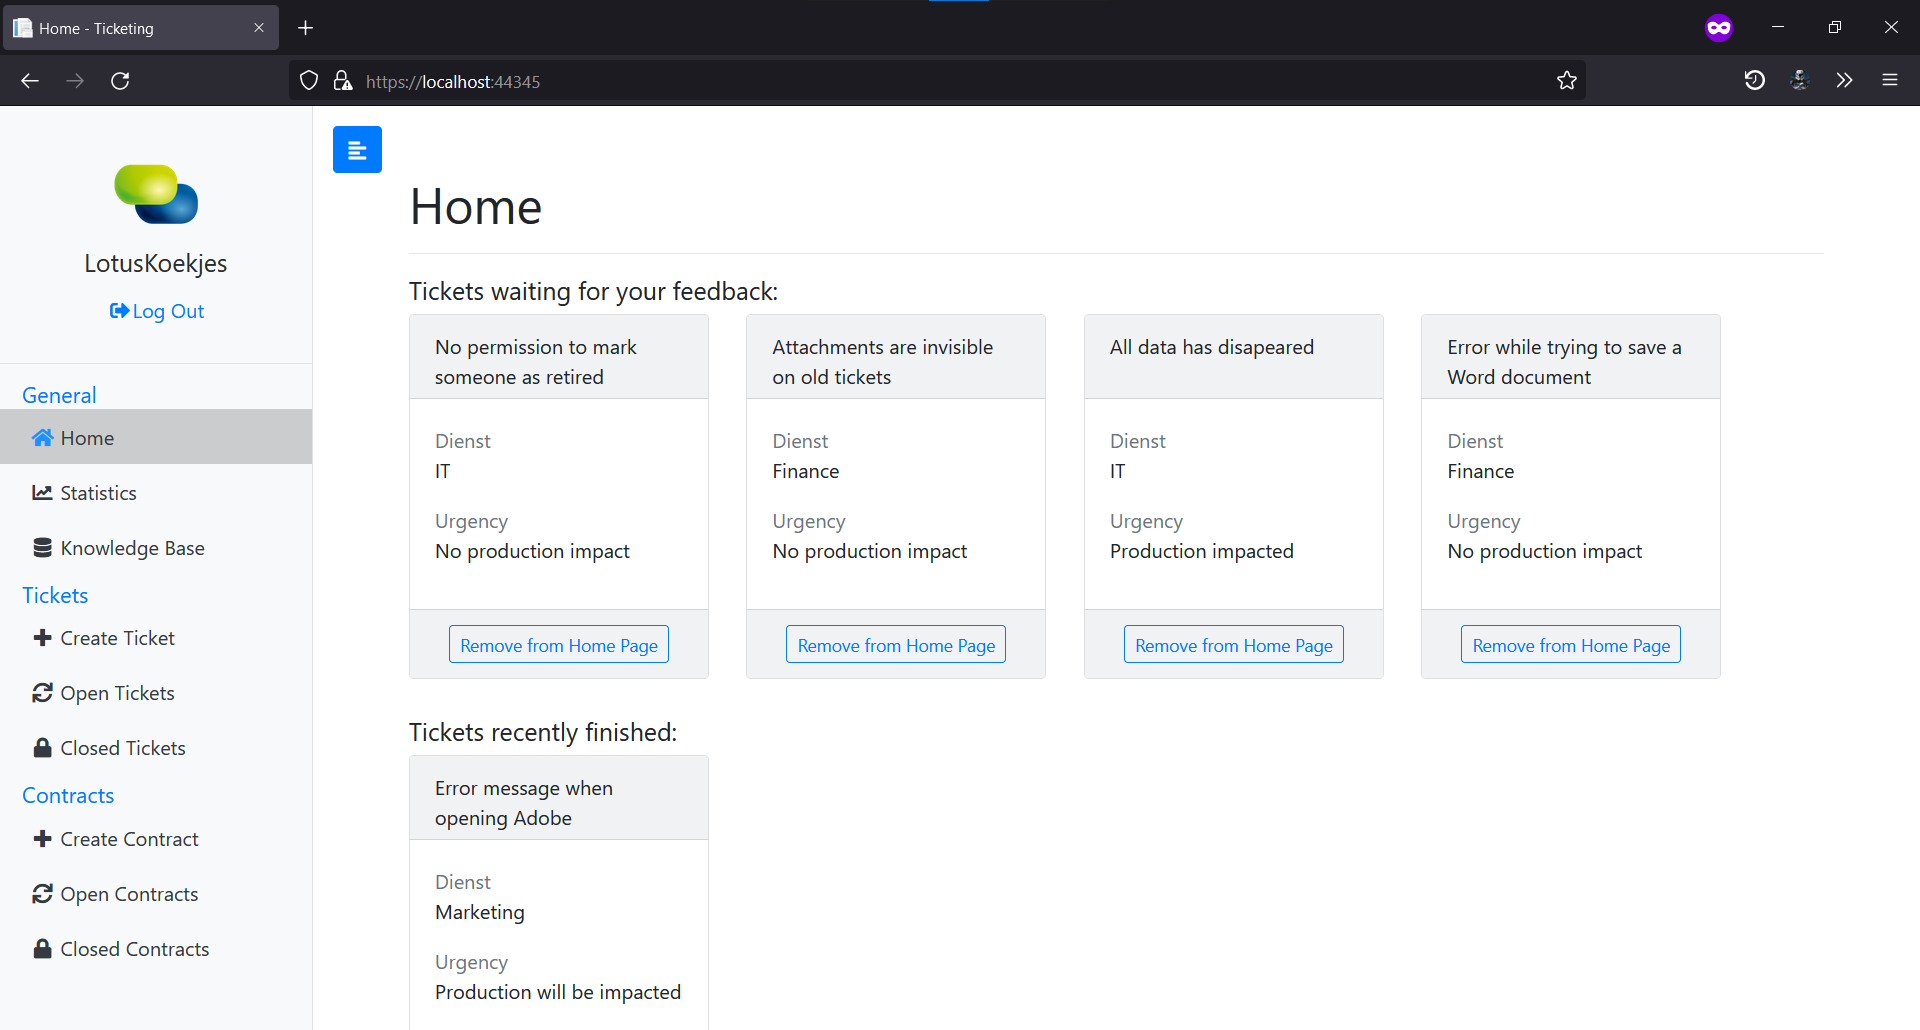 Home - Ticketing
https://localhost:44345
LotusKoekjes
Log Out
General
Home
Statistics
Knowledge Base
Tickets
Create Ticket
Open Tickets
Closed Tickets
Contracts
Create Contract
Open Contracts
Closed Contracts
Home
Tickets waiting for your feedback:
No permission to mark
someone as retired
Dienst
IT
Urgency
No production impact
Remove from Home Page
Attachments are invisible
on old tickets
Dienst
Finance
Urgency
No production impact
Remove from Home Page
All data has disapeared
Dienst
IT
Urgency
Production impacted
Remove from Home Page
Error while trying to save a
Word document
Dienst
Finance
Urgency
No production impact
Remove from Home Page
Tickets recently finished:
Error message when
opening Adobe
Dienst
Marketing
Urgency
Production will be impacted